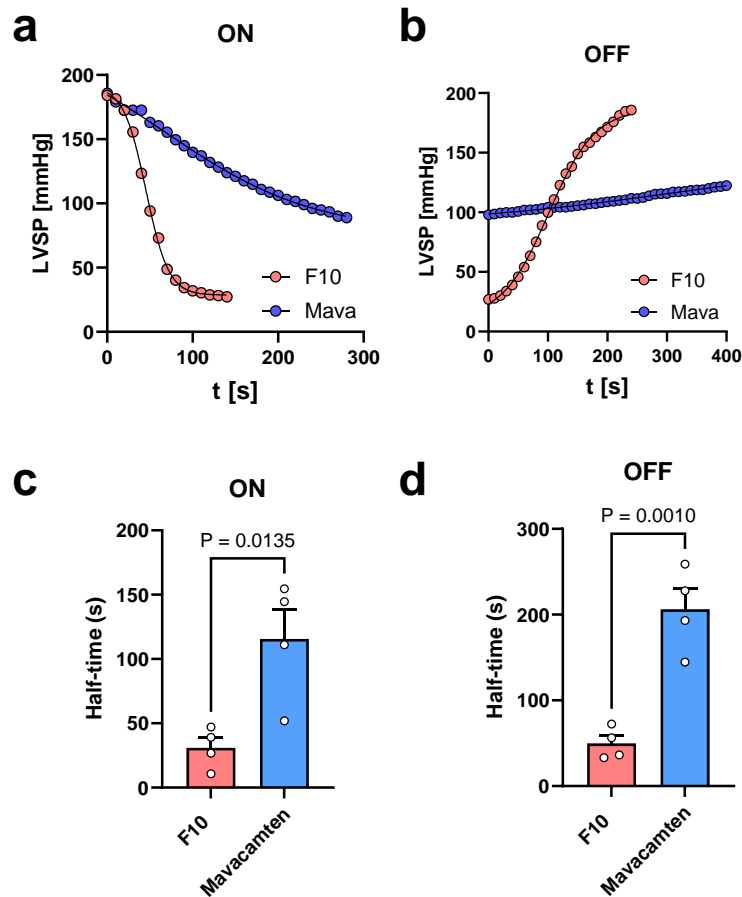 a
ON
LVSP [mmHg]
200
150
100
50
0
0 100 200 300
t [s]
F10
Mava
b
OFF
LVSP [mmHg]
200
150
100
50
0
0 100 200 300 400
t [s]
F10
Mava
c
ON
Half-time (s)
200
150
100
50
0
P = 0.0135
F10
Mavacamten
d
OFF
Half-time (s)
300
200
100
0
P = 0.0010
F10
Mavacamten